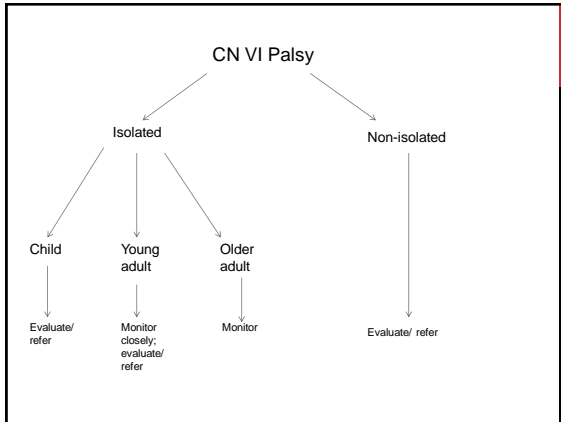 CN VI Palsy
Isolated
Non-isolated
Child
Young
adult
Older
adult
Evaluate/
refer
Monitor
closely;
evaluate/
refer
Monitor
Evaluate/ refer